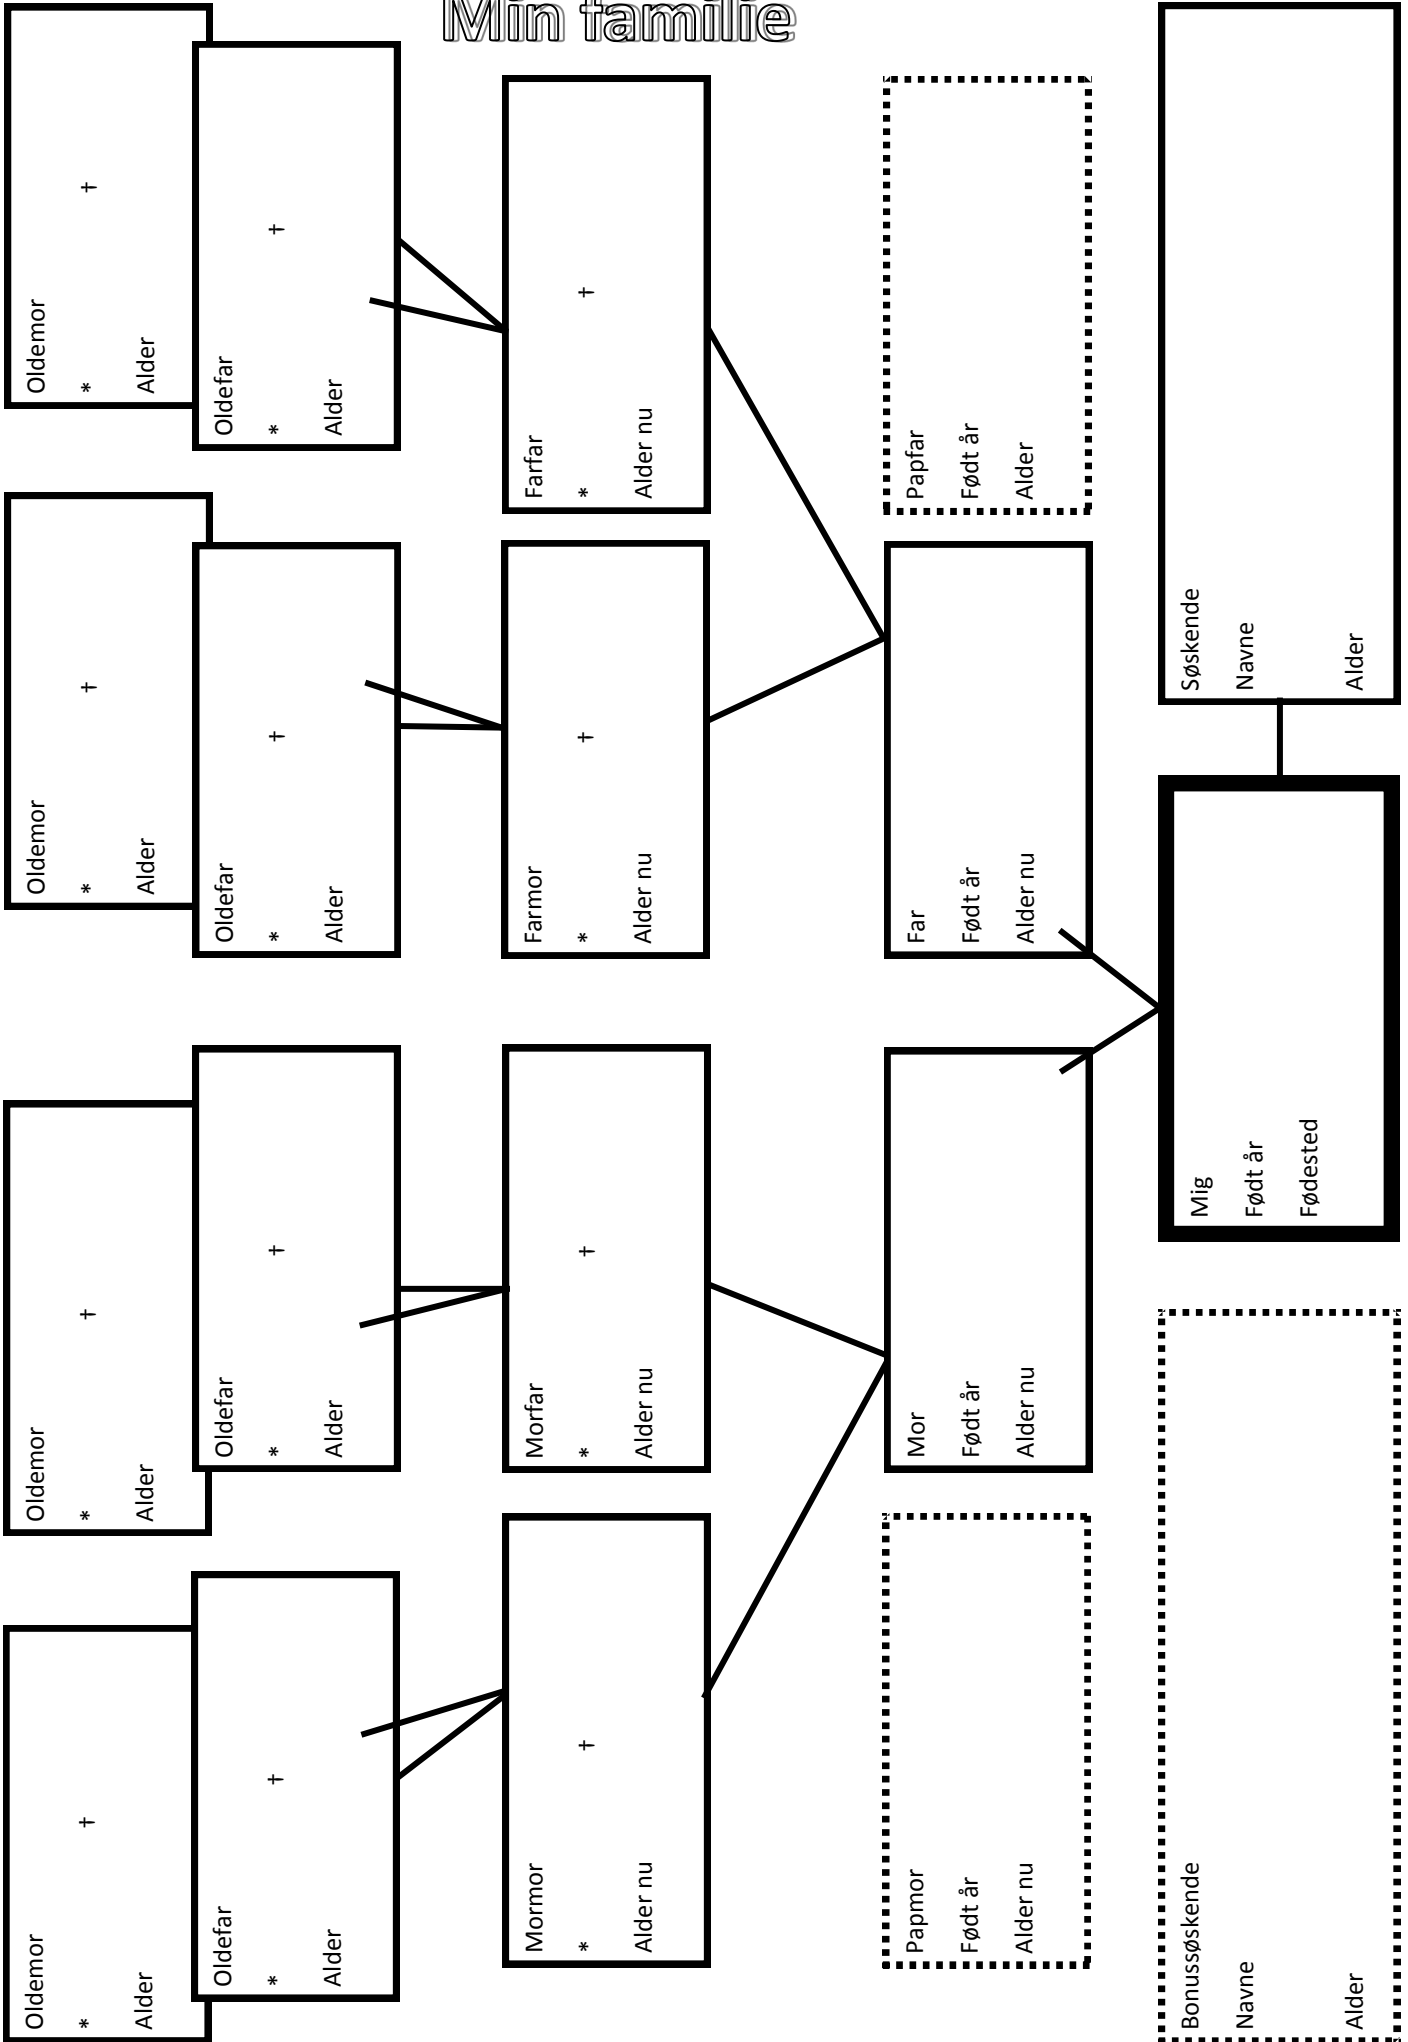 Min familie
Oldemor
* †
Alder
Oldefar
* †
Alder
Oldemor
* †
Alder
Oldefar
* †
Alder
Oldemor
* †
Alder
Oldefar
* †
Alder
Oldemor
* †
Alder
Oldefar
* †
Alder
Mormor
* †
Alder nu
Morfar
* †
Alder nu
Farmor
* †
Alder nu
Farfar
* †
Alder nu
Papmor
Født år
Alder nu
Mor
Født år
Alder nu
Far
Født år
Alder nu
Papfar
Født år
Alder
Bonussøskende
Navne
Alder
Mig
Født år
Fødested
Søskende
Navne
Alder